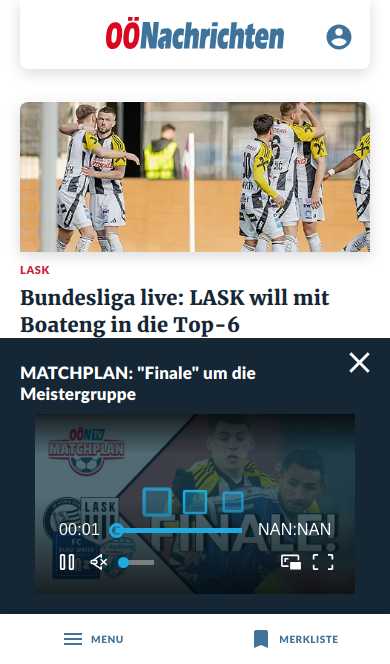 OÖNachrichten
LASK
Bundesliga live: LASK will mit
Boateng in die Top-6
MATCHPLAN: "Finale" um die
Meistergruppe
OÖN TV
MATCHPLAN
LASK
FC
FINALE!
00:01
NAN:NAN
MENU
MERKLISTE